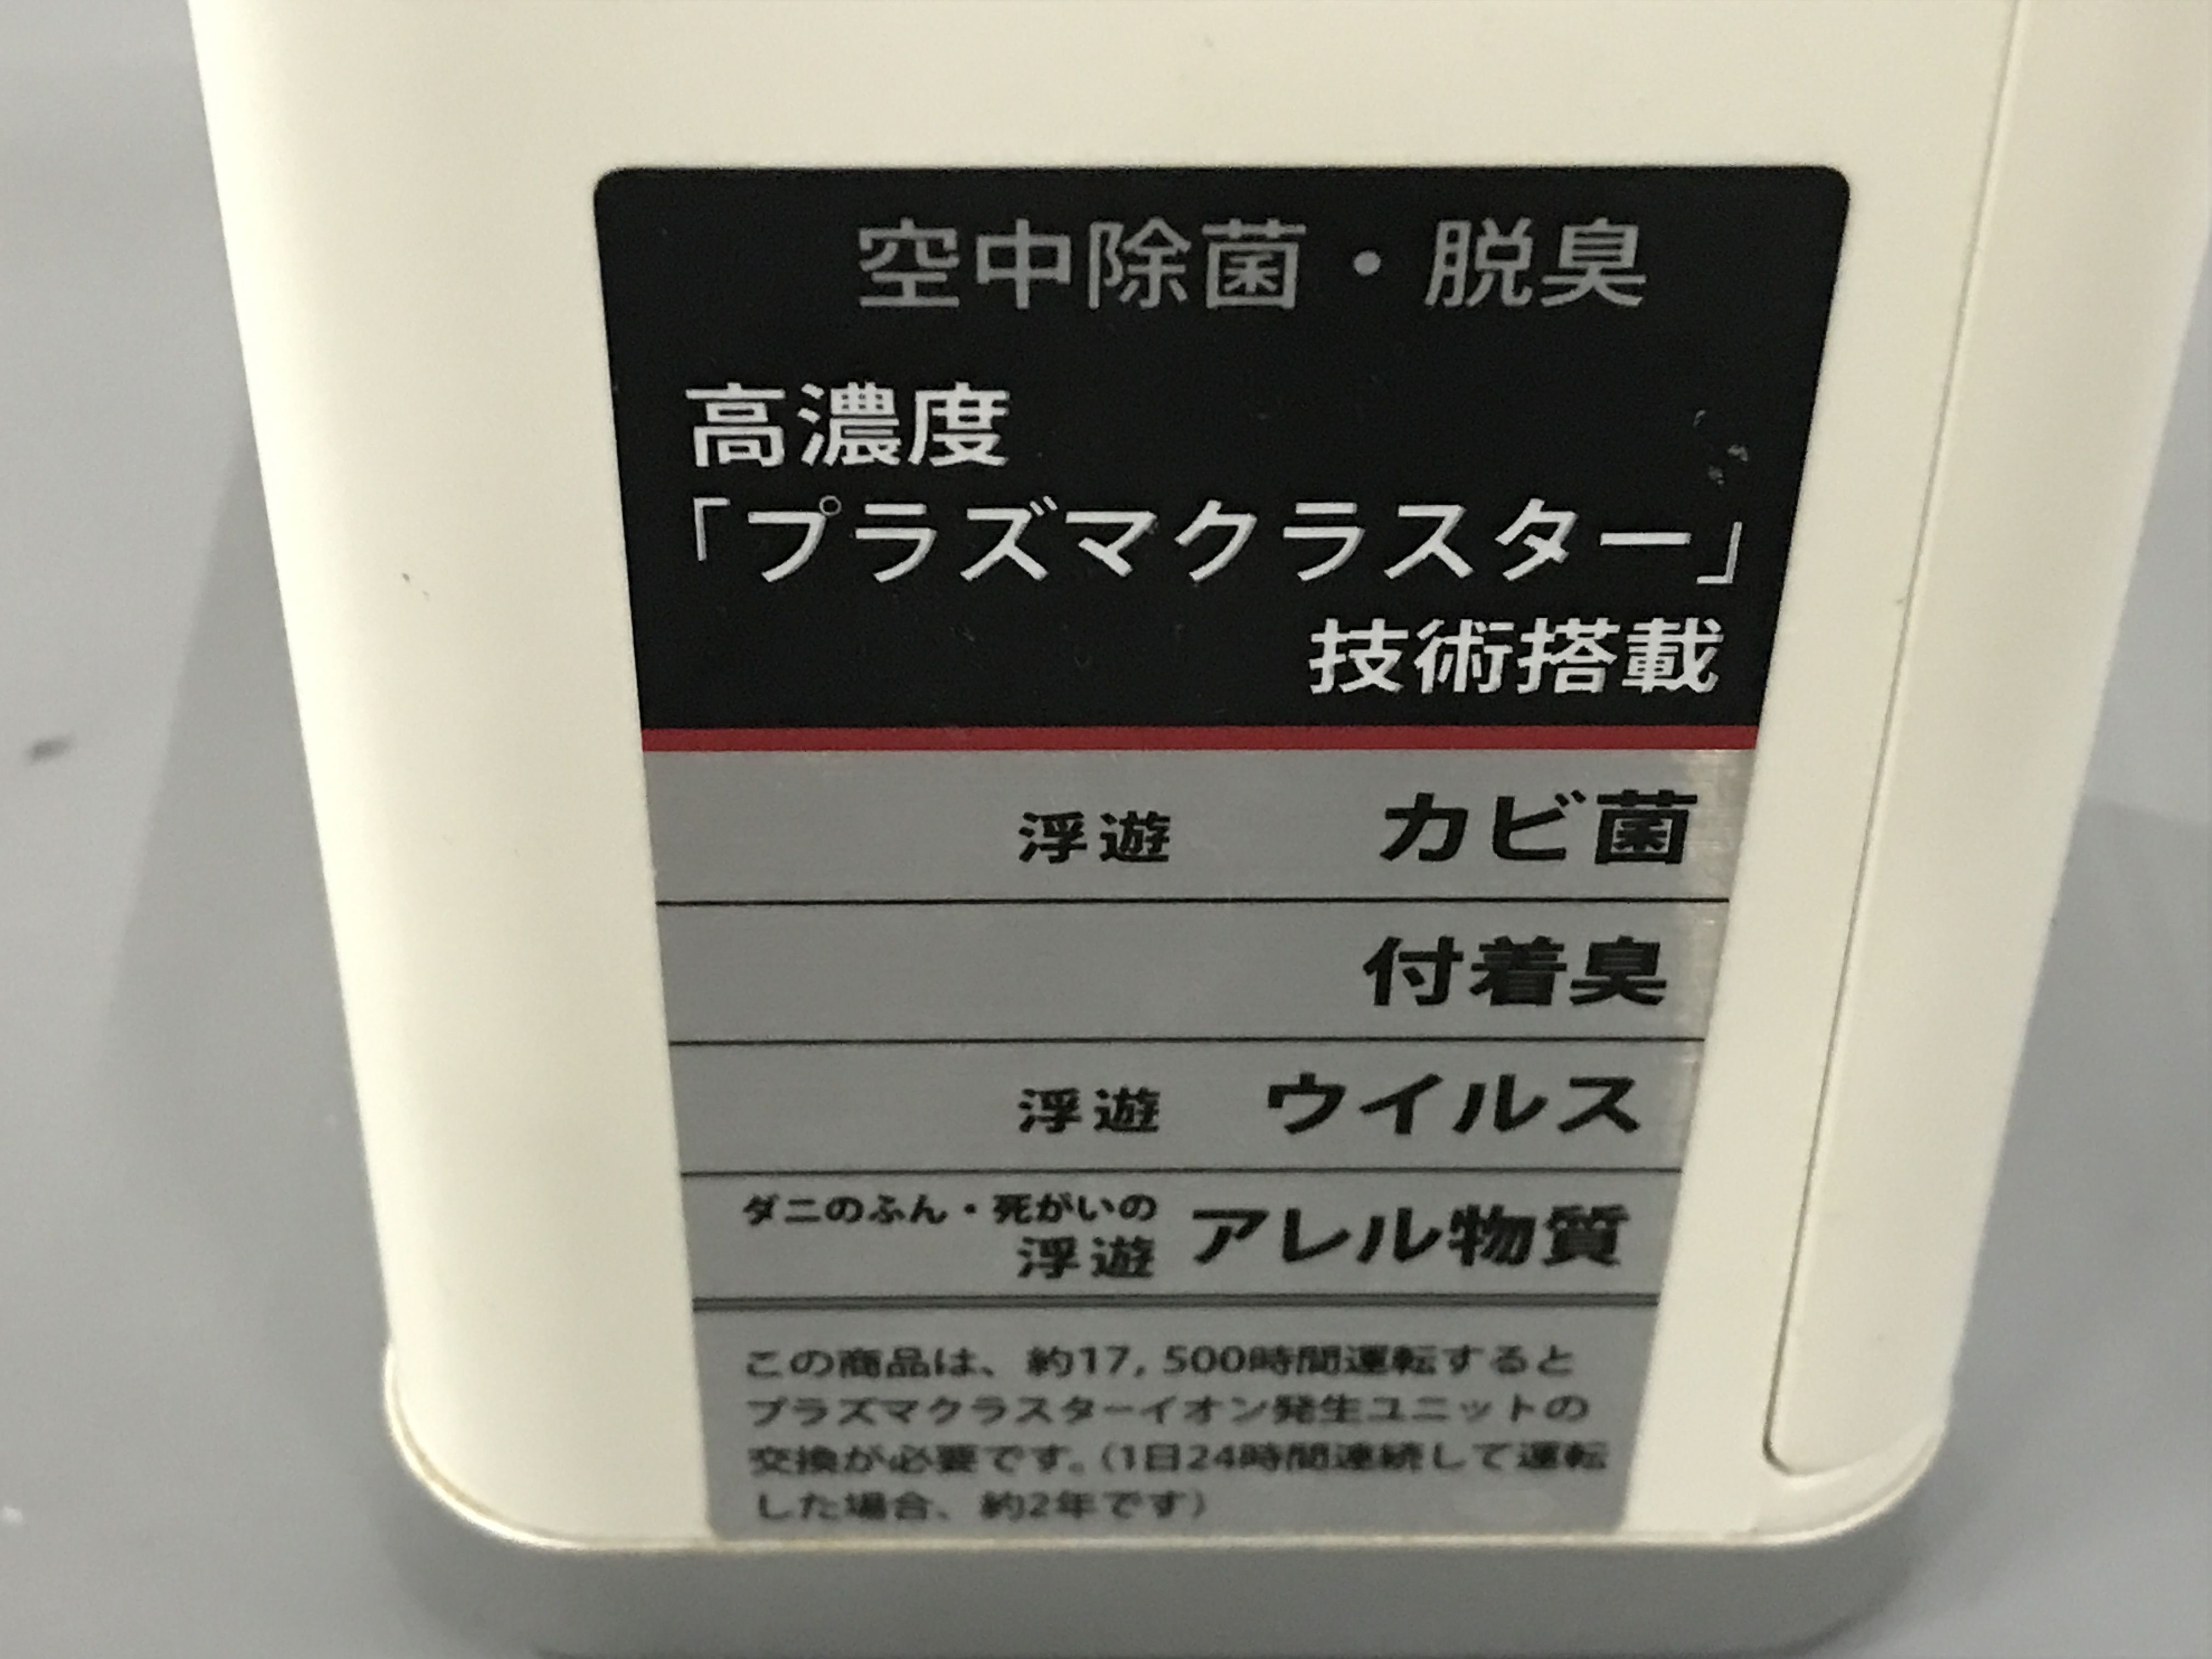 空中除菌・脱臭
高濃度
「プラズマクラスター」
技術搭載
浮遊 カビ菌
付着臭
浮遊 ウイルス
ダニのふん・死がいの
浮遊 アレル物質
この商品は、約17,500時間運転すると
プラズマクラスターイオン発生ユニットの
交換が必要です。(1日24時間連続して運転
した場合、約2年です)